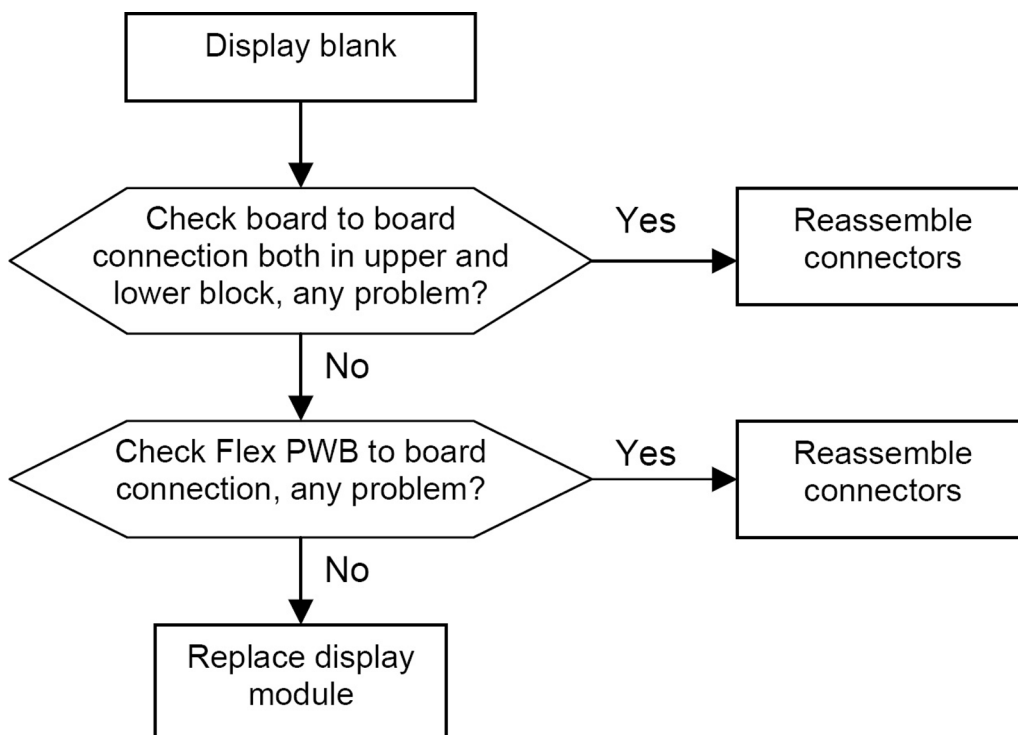 Display blank
Check board to board
connection both in upper and
lower block, any problem?
Yes
Reassemble
connectors
No
Check Flex PWB to board
connection, any problem?
Yes
Reassemble
connectors
No
Replace display
module